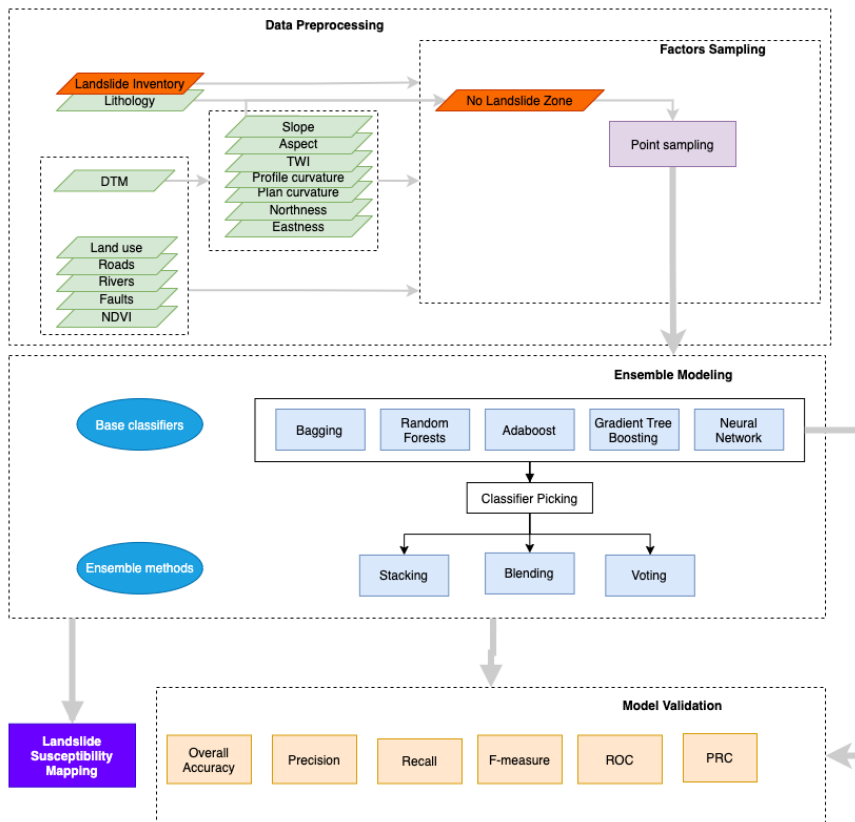 Data Preprocessing
Factors Sampling
Landslide Inventory
Lithology
No Landslide Zone
Slope
Aspect
TWI
Profile curvature
Plan curvature
Northness
Eastness
Point sampling
DTM
Land use
Roads
Rivers
Faults
NDVI
Ensemble Modeling
Base classifiers
Bagging
Random
Forests
Adaboost
Gradient Tree
Boosting
Neural
Network
Classifier Picking
Ensemble methods
Stacking
Blending
Voting
Model Validation
Landslide
Susceptibility
Mapping
Overall
Accuracy
Precision
Recall
F-measure
ROC
PRC